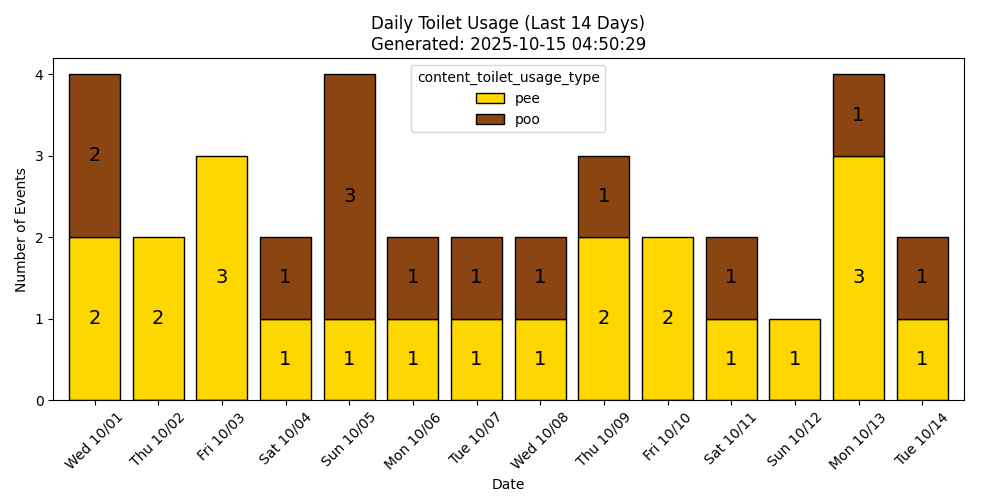 Daily Toilet Usage (Last 14 Days)
Generated: 2025-10-15 04:50:29
content_toilet_usage_type
pee
poo
Number of Events
4
3
2
1
0
2
2
2
3
1
1
3
1
1
1
1
1
1
1
1
2
2
1
1
1
1
3
1
1
Wed 10/01
Thu 10/02
Fri 10/03
Sat 10/04
Sun 10/05
Mon 10/06
Tue 10/07
Wed 10/08
Thu 10/09
Fri 10/10
Sat 10/11
Sun 10/12
Mon 10/13
Tue 10/14
Date